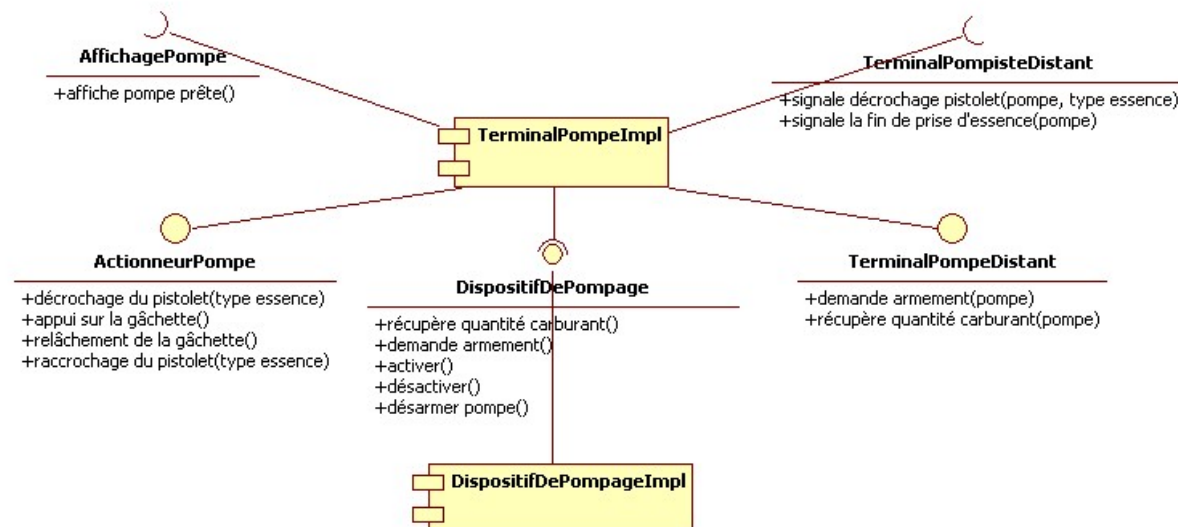 AffichagePompe
+affiche pompe prête()
TerminalPompisteDistant
+signale décrochage pistolet(pompe, type essence)
+signale la fin de prise d'essence(pompe)
TerminalPompeImpl
ActionneurPompe
+décrochage du pistolet(type essence)
+appui sur la gâchette()
+relâchement de la gâchette()
+raccrochage du pistolet(type essence)
DispositifDePompage
+récupère quantité carburant()
+demande armement()
+activer()
+désactiver()
+désarmer pompe()
TerminalPompeDistant
+demande armement(pompe)
+récupère quantité carburant(pompe)
DispositifDePompageImpl